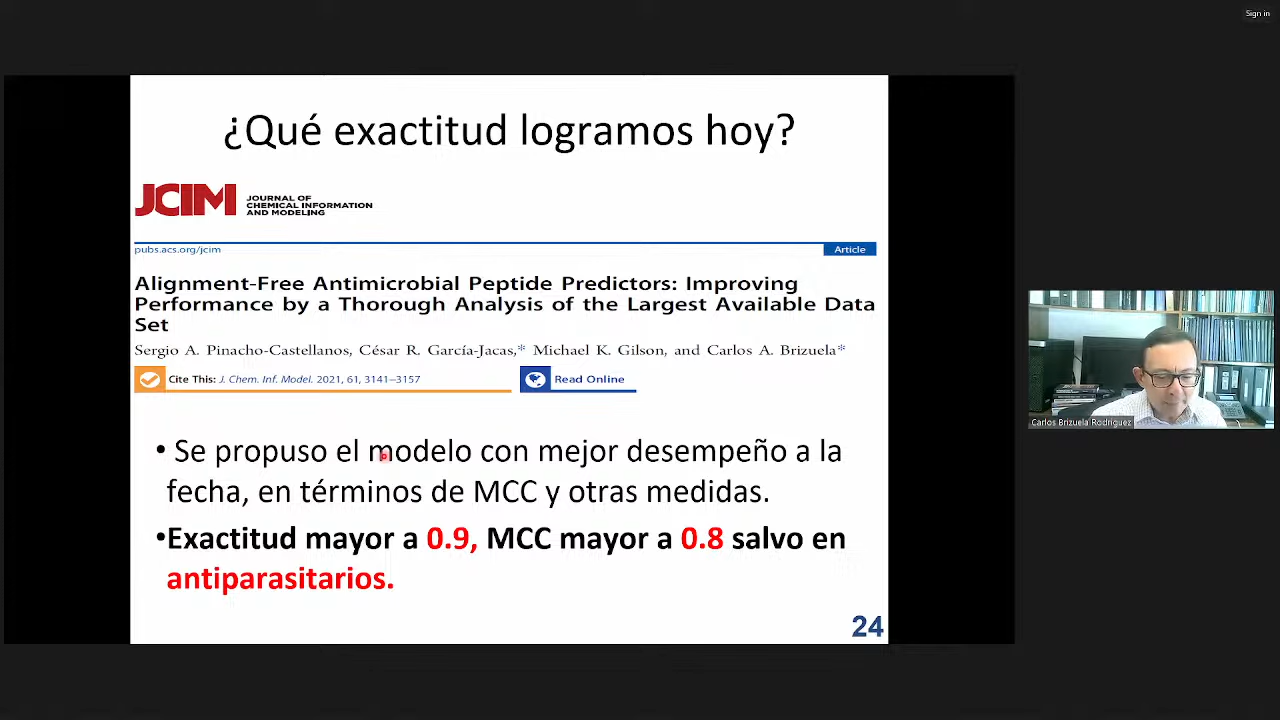 Sign in
¿Qué exactitud logramos hoy?
JCIM
JOURNAL OF
CHEMICAL INFORMATION
AND MODELING
pubs.acs.org/jcim
Article
Alignment-Free Antimicrobial Peptide Predictors: Improving
Performance by a Thorough Analysis of the Largest Available Data
Set
Sergio A. Pinacho-Castellanos, César R. García-Jacas,* Michael K. Gilson, and Carlos A. Brizuela*
Cite This: J. Chem. Inf. Model. 2021, 61, 3141–3157
Read Online
• Se propuso el modelo con mejor desempeño a la
fecha, en términos de MCC y otras medidas.
•Exactitud mayor a 0.9, MCC mayor a 0.8 salvo en
antiparasitarios.
24
Carlos Brizuela Rodriguez